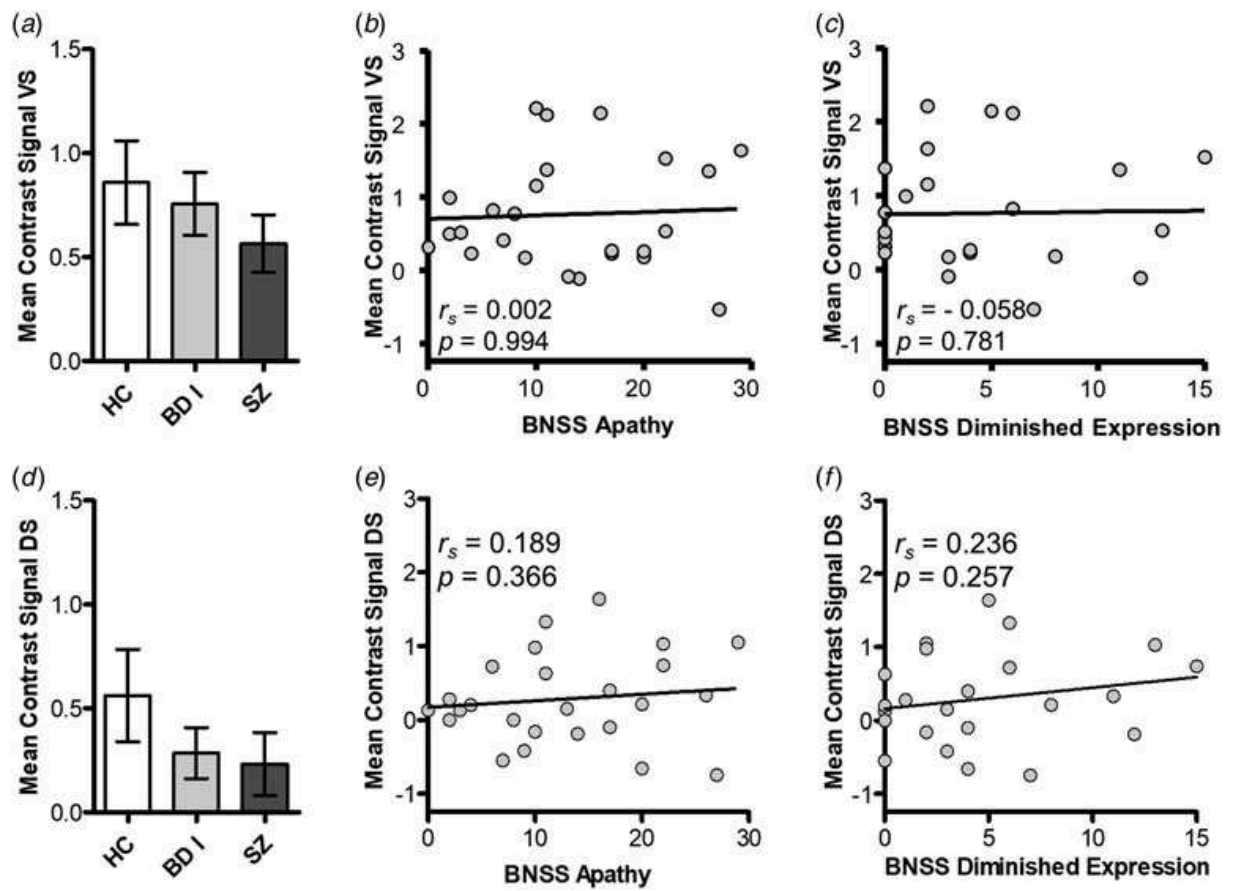 (a)
Mean Contrast Signal VS
1.5
1.0
0.5
0.0
HC
BD I
SZ
(b)
Mean Contrast Signal VS
3
2
1
0
-1
r_s = 0.002
p = 0.994
0
10
20
30
BNSS Apathy
(c)
Mean Contrast Signal VS
3
2
1
0
-1
r_s = - 0.058
p = 0.781
0
5
10
15
BNSS Diminished Expression
(d)
Mean Contrast Signal DS
1.5
1.0
0.5
0.0
HC
BD I
SZ
(e)
Mean Contrast Signal DS
3
2
1
0
-1
r_s = 0.189
p = 0.366
0
10
20
30
BNSS Apathy
(f)
Mean Contrast Signal DS
3
2
1
0
-1
r_s = 0.236
p = 0.257
0
5
10
15
BNSS Diminished Expression